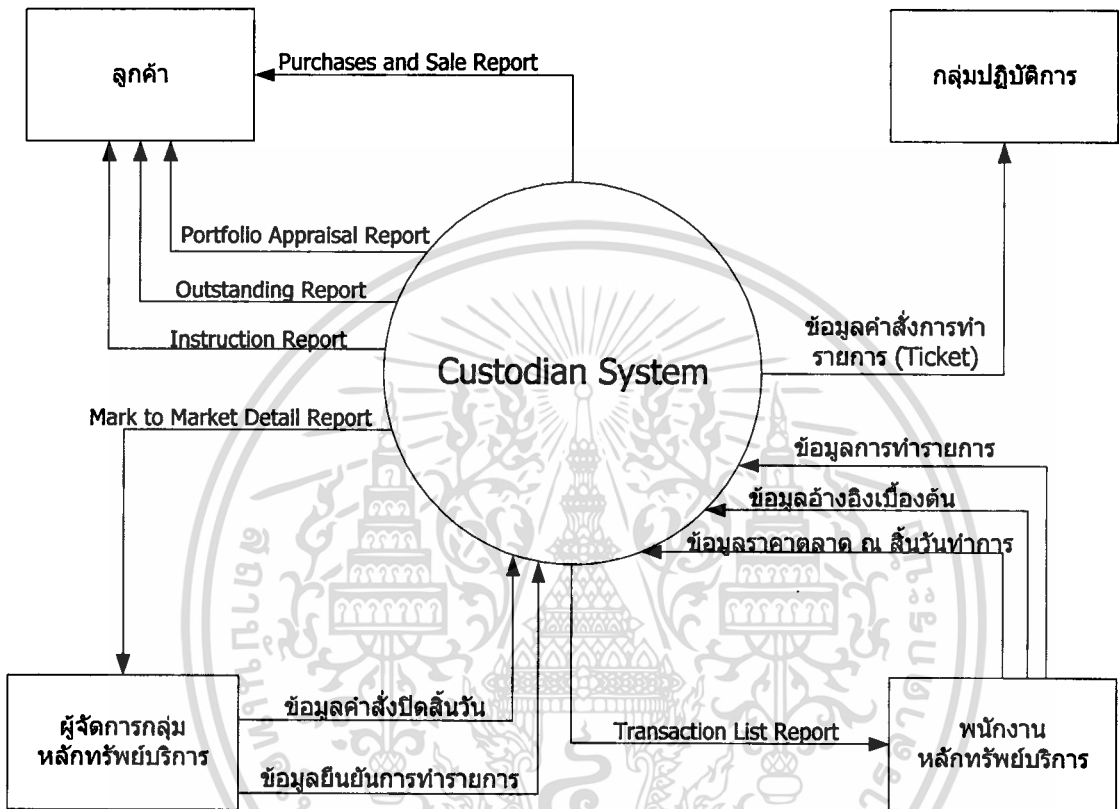 ลูกค้า
Purchases and Sale Report
กลุ่มปฏิบัติการ
Portfolio Appraisal Report
Outstanding Report
Instruction Report
Custodian System
ข้อมูลคำสั่งการทำ
รายการ (Ticket)
Mark to Market Detail Report
ข้อมูลการทำรายการ
ข้อมูลอ้างอิงเบื้องต้น
ข้อมูลราคาตลาด ณ สิ้นวันทำการ
ผู้จัดการกลุ่ม
หลักทรัพย์บริการ
ข้อมูลคำสั่งปิดสิ้นวัน
ข้อมูลยืนยันการทำรายการ
Transaction List Report
พนักงาน
หลักทรัพย์บริการ